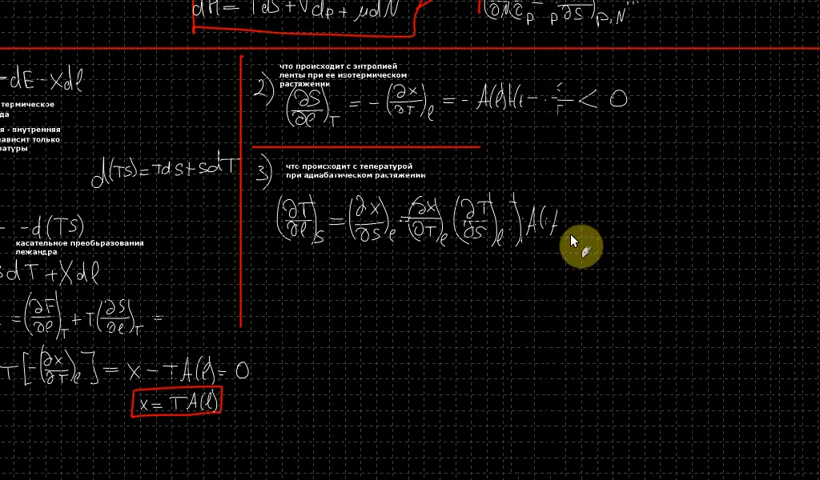 dH = TdS + Vdp + μdN
-dE - Xdl
термическое
да
я - внутренняя
зависит только
ратуры
d(TS) = TdS + SdT
- -d(TS)
касательное преобьразования
лежандра
SdT + Xdl
= (∂F/∂l)_T + T(∂S/∂l)_T =
T[-(∂x/∂T)_l] = x - TA(l) = 0
x = TA(l)
2) что происходит с энтропией
ленты при ее изотермическом
растяжении
(∂S/∂l)_T = -(∂x/∂T)_l = - A(l)
< 0
3) что происходит с тепературой
при адиабатическом растяжении
(∂T/∂l)_S = (∂x/∂S)_l = (∂x/∂T)_l (∂T/∂S)_l